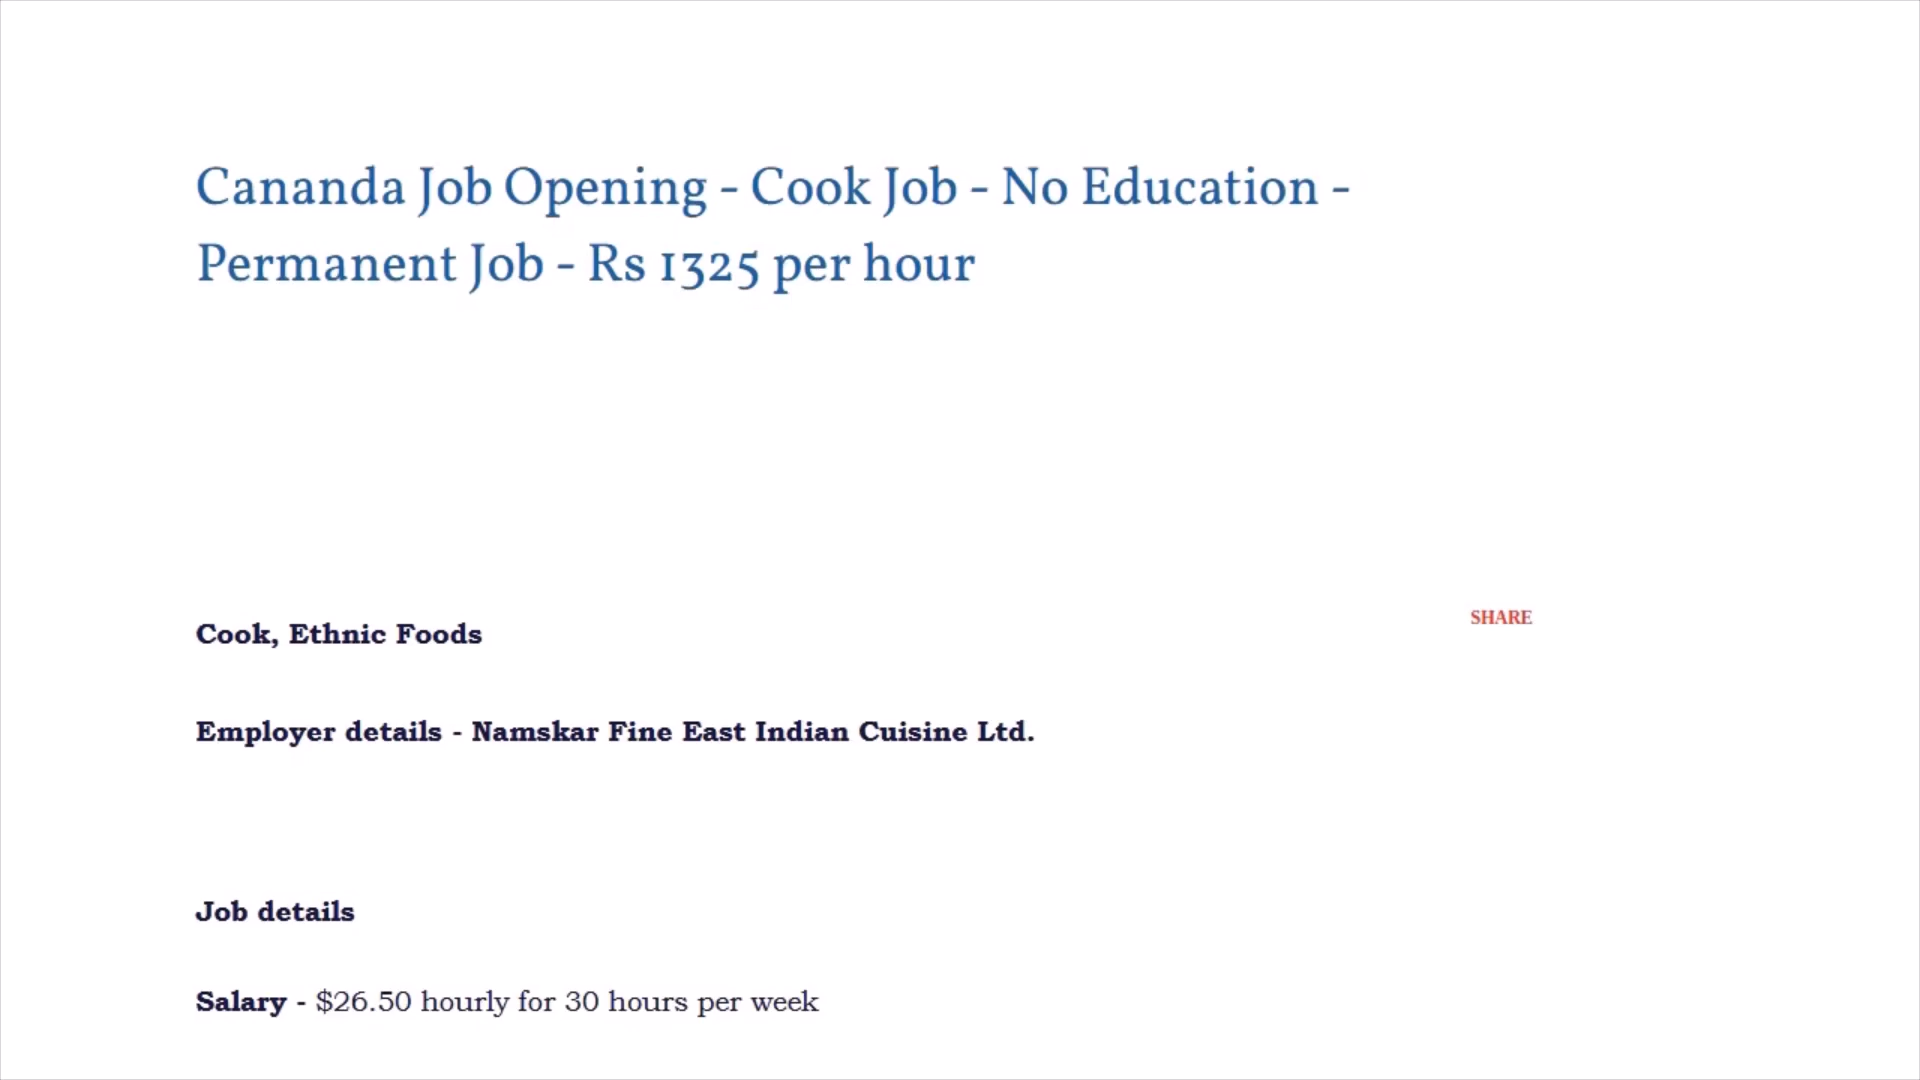 Cananda Job Opening - Cook Job - No Education -
Permanent Job - Rs 1325 per hour
Cook, Ethnic Foods
SHARE
Employer details - Namskar Fine East Indian Cuisine Ltd.
Job details
Salary - $26.50 hourly for 30 hours per week